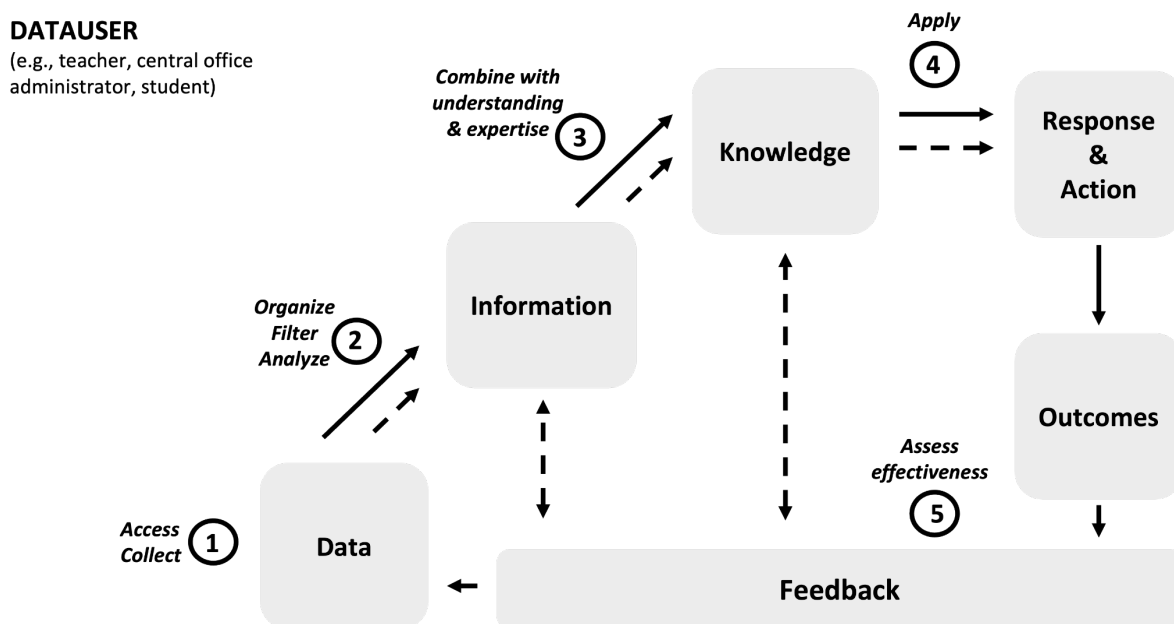 DATAUSER
(e.g., teacher, central office
administrator, student)
Access
Collect
1
Data
Organize
Filter
Analyze
2
Information
Combine with
understanding
& expertise
3
Knowledge
Apply
4
Response
&
Action
Outcomes
Assess
effectiveness
5
Feedback